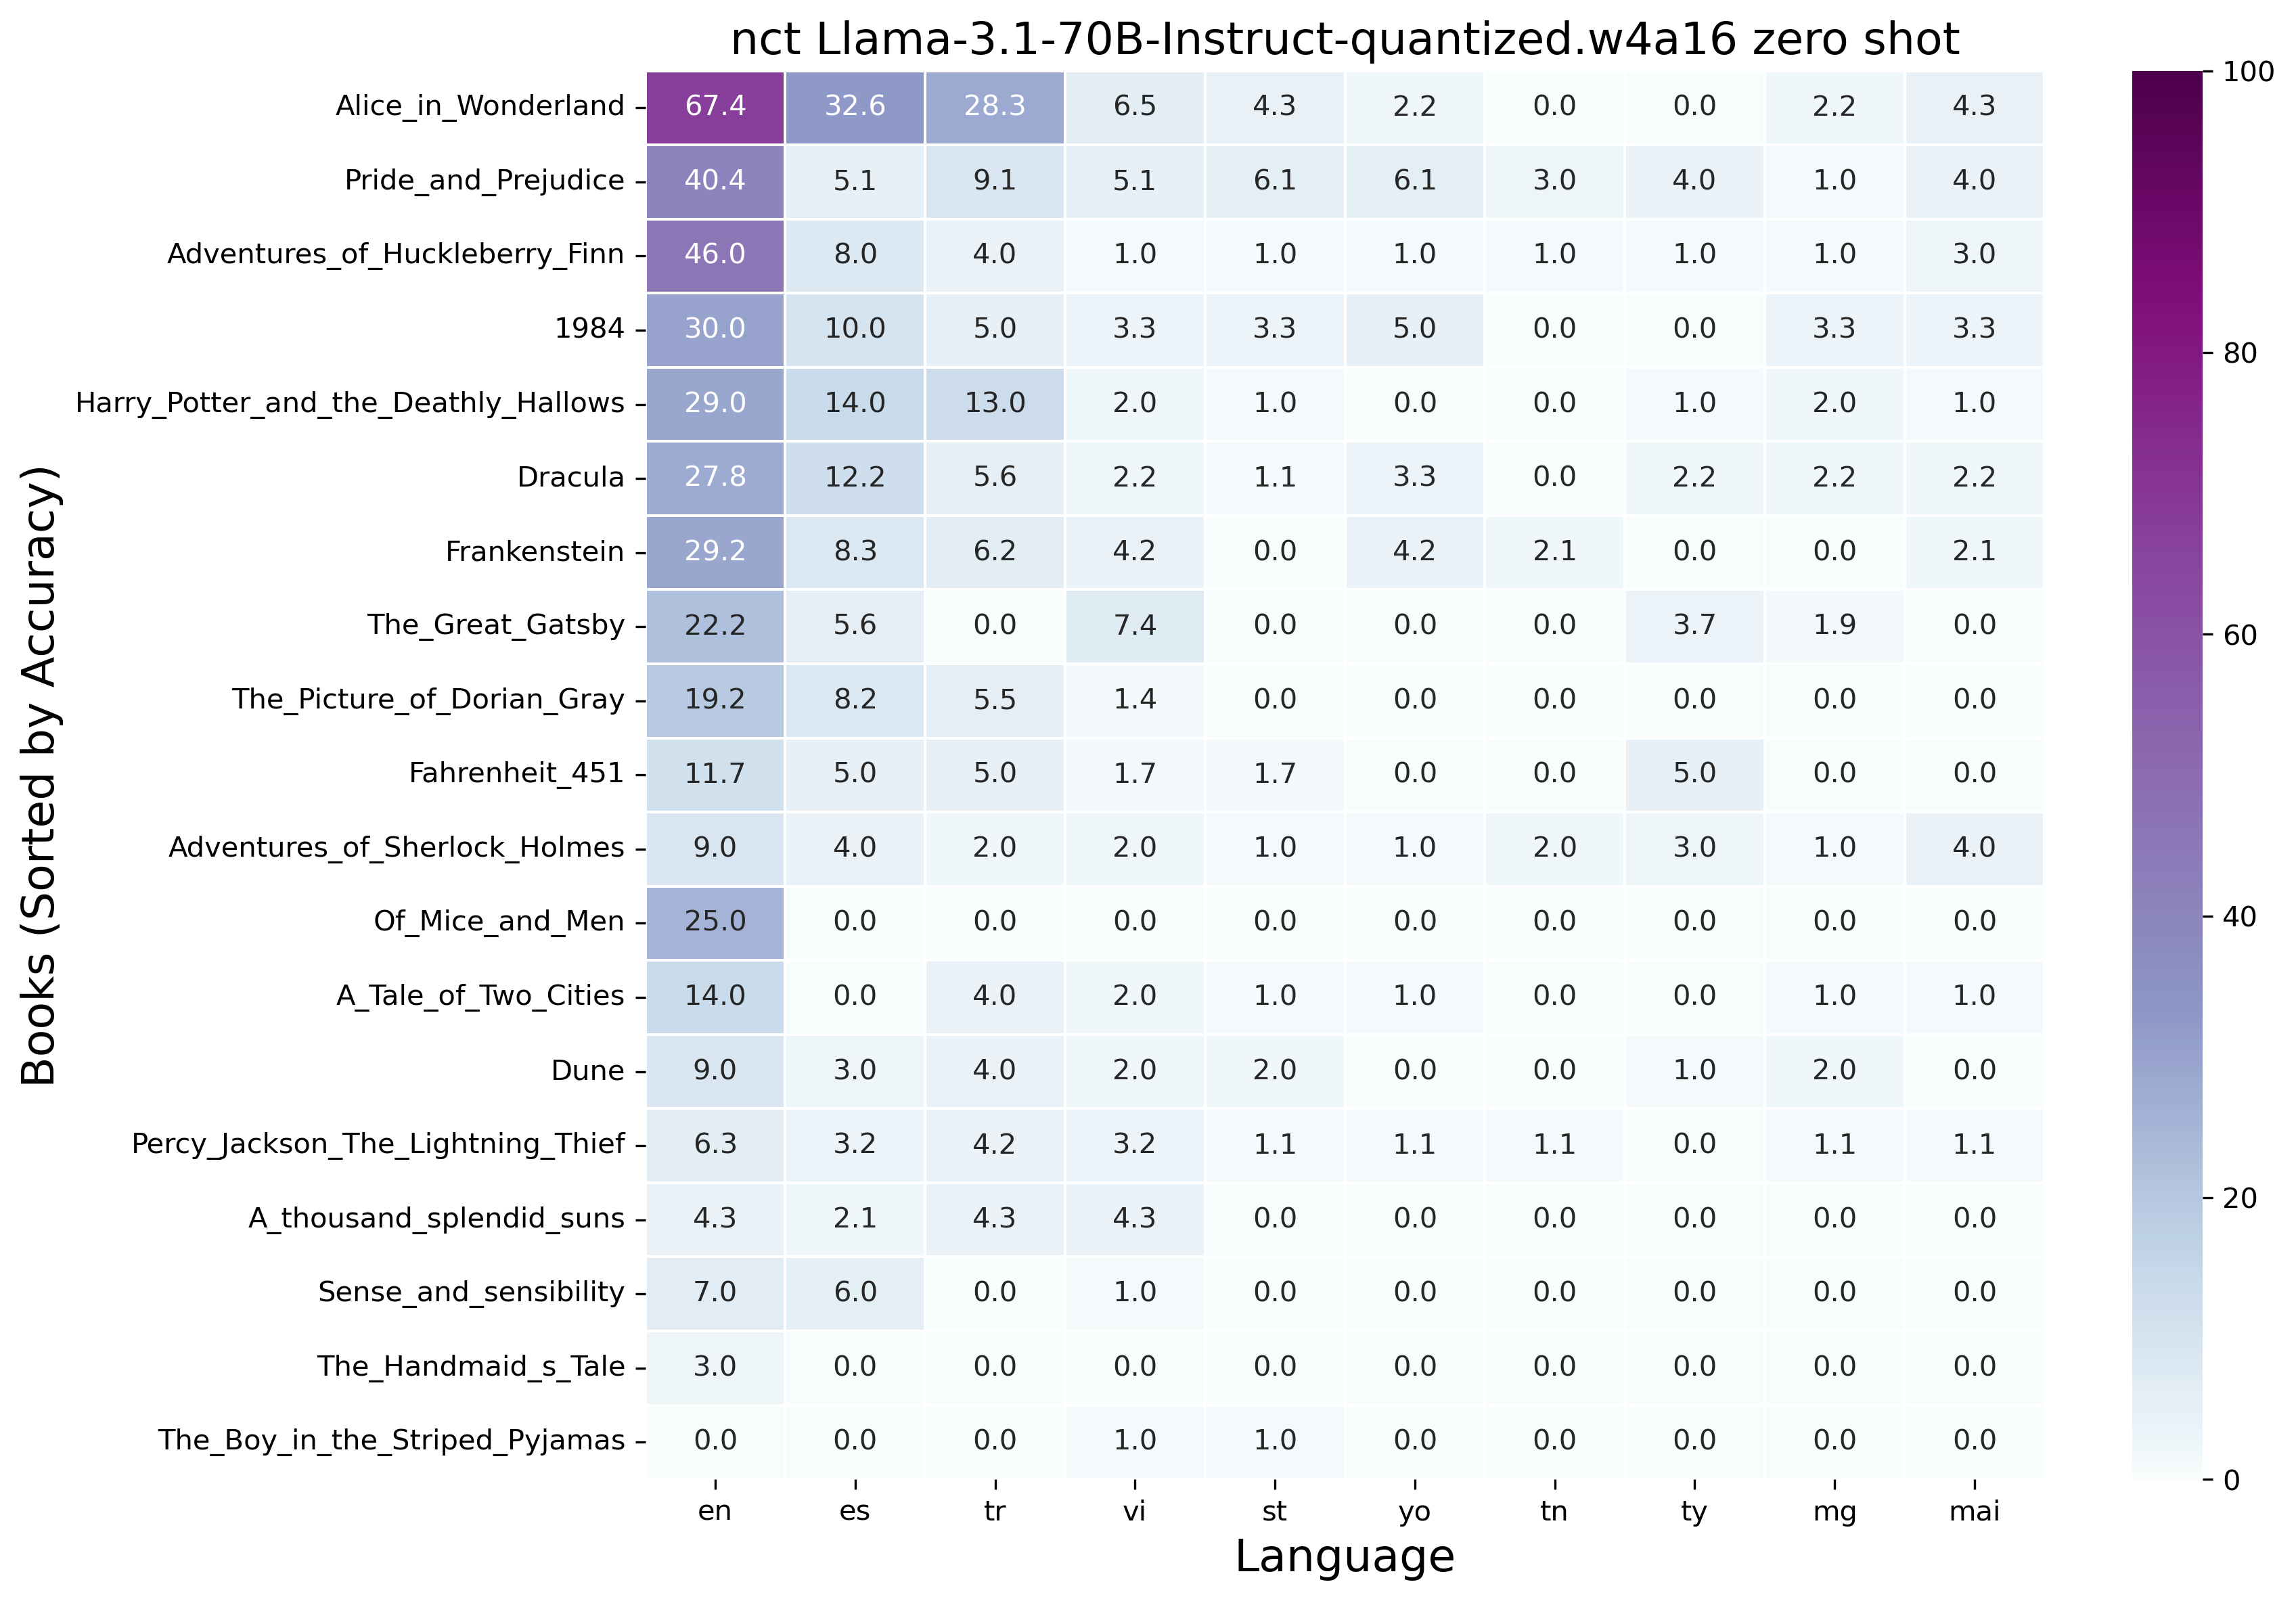 nct Llama-3.1-70B-Instruct-quantized.w4a16 zero shot
Books (Sorted by Accuracy)
Alice_in_Wonderland 67.4 32.6 28.3 6.5 4.3 2.2 0.0 0.0 2.2 4.3
Pride_and_Prejudice 40.4 5.1 9.1 5.1 6.1 6.1 3.0 4.0 1.0 4.0
Adventures_of_Huckleberry_Finn 46.0 8.0 4.0 1.0 1.0 1.0 1.0 1.0 1.0 3.0
1984 30.0 10.0 5.0 3.3 3.3 5.0 0.0 0.0 3.3 3.3
Harry_Potter_and_the_Deathly_Hallows 29.0 14.0 13.0 2.0 1.0 0.0 0.0 1.0 2.0 1.0
Dracula 27.8 12.2 5.6 2.2 1.1 3.3 0.0 2.2 2.2 2.2
Frankenstein 29.2 8.3 6.2 4.2 0.0 4.2 2.1 0.0 0.0 2.1
The_Great_Gatsby 22.2 5.6 0.0 7.4 0.0 0.0 0.0 3.7 1.9 0.0
The_Picture_of_Dorian_Gray 19.2 8.2 5.5 1.4 0.0 0.0 0.0 0.0 0.0 0.0
Fahrenheit_451 11.7 5.0 5.0 1.7 1.7 0.0 0.0 5.0 0.0 0.0
Adventures_of_Sherlock_Holmes 9.0 4.0 2.0 2.0 1.0 1.0 2.0 3.0 1.0 4.0
Of_Mice_and_Men 25.0 0.0 0.0 0.0 0.0 0.0 0.0 0.0 0.0 0.0
A_Tale_of_Two_Cities 14.0 0.0 4.0 2.0 1.0 1.0 0.0 0.0 1.0 1.0
Dune 9.0 3.0 4.0 2.0 2.0 0.0 0.0 1.0 2.0 0.0
Percy_Jackson_The_Lightning_Thief 6.3 3.2 4.2 3.2 1.1 1.1 1.1 0.0 1.1 1.1
A_thousand_splendid_suns 4.3 2.1 4.3 4.3 0.0 0.0 0.0 0.0 0.0 0.0
Sense_and_sensibility 7.0 6.0 0.0 1.0 0.0 0.0 0.0 0.0 0.0 0.0
The_Handmaid_s_Tale 3.0 0.0 0.0 0.0 0.0 0.0 0.0 0.0 0.0 0.0
The_Boy_in_the_Striped_Pyjamas 0.0 0.0 0.0 1.0 1.0 0.0 0.0 0.0 0.0 0.0
en es tr vi st yo tn ty mg mai
Language
100
80
60
40
20
0